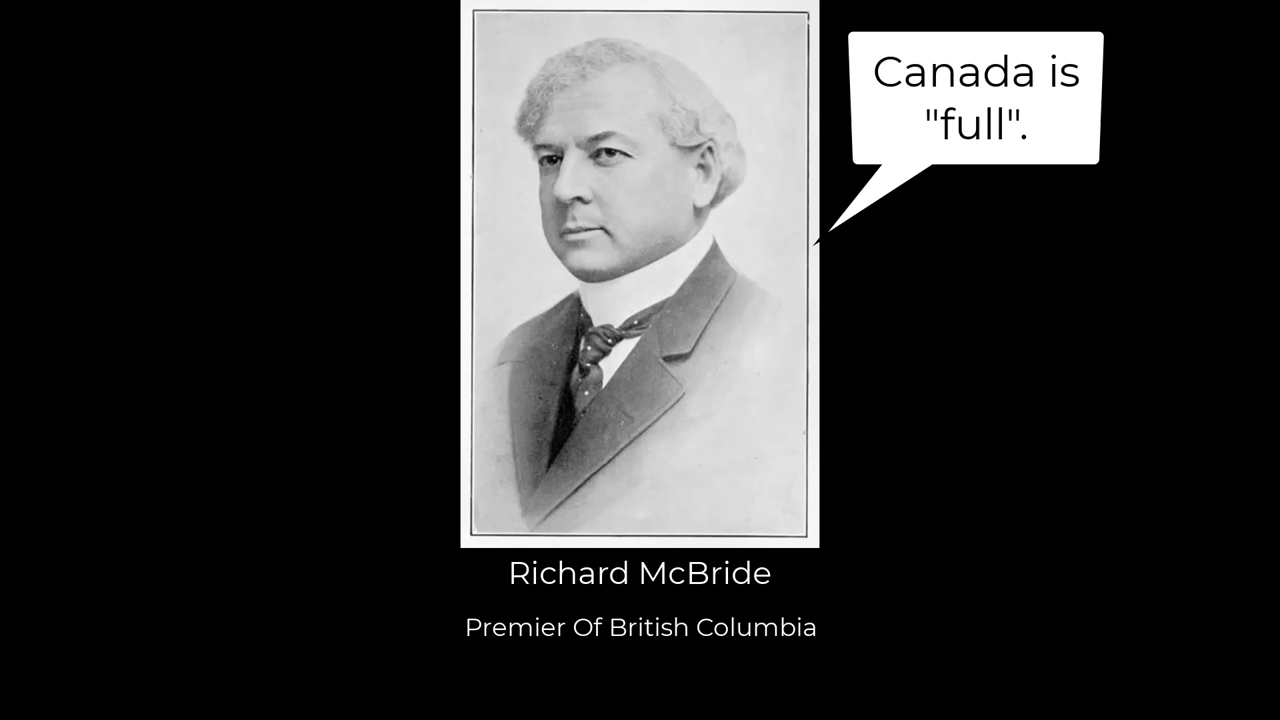 Canada is
"full".
Richard McBride
Premier Of British Columbia